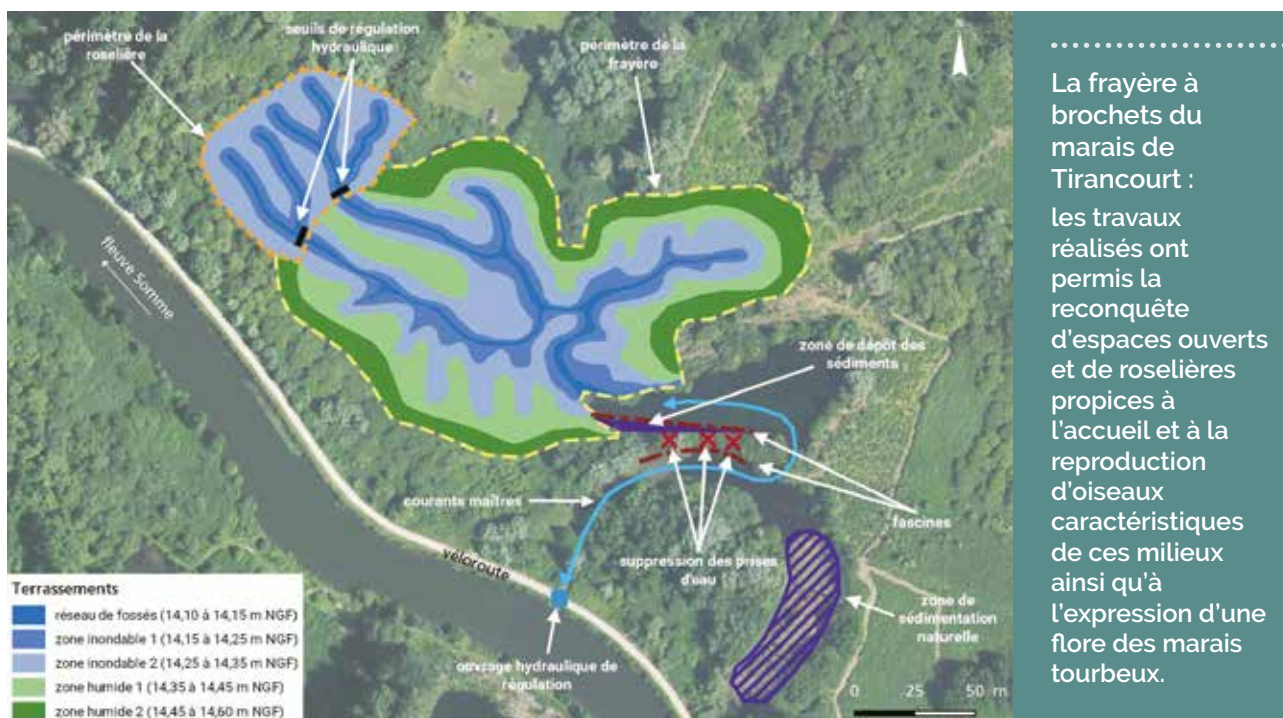 périmètre de la
roselière
seuils de régulation
hydraulique
périmètre de la
frayère
fleuve Somme
zone de dépôt des
sédiments
courants maîtres
fascines
suppression des prises
d'eau
véloroute
zone de
sédimentation
naturelle
ouvrage hydraulique de
régulation
0 25 50 m
Terrassements
réseau de fossés (14,10 à 14,15 m NGF)
zone inondable 1 (14,15 à 14,25 m NGF)
zone inondable 2 (14,25 à 14,35 m NGF)
zone humide 1 (14,35 à 14,45 m NGF)
zone humide 2 (14,45 à 14,60 m NGF)
La frayère à
brochets du
marais de
Tirancourt :
les travaux
réalisés ont
permis la
reconquête
d'espaces ouverts
et de roselières
propices à
l'accueil et à la
reproduction
d'oiseaux
caractéristiques
de ces milieux
ainsi qu'à
l'expression d'une
flore des marais
tourbeux.